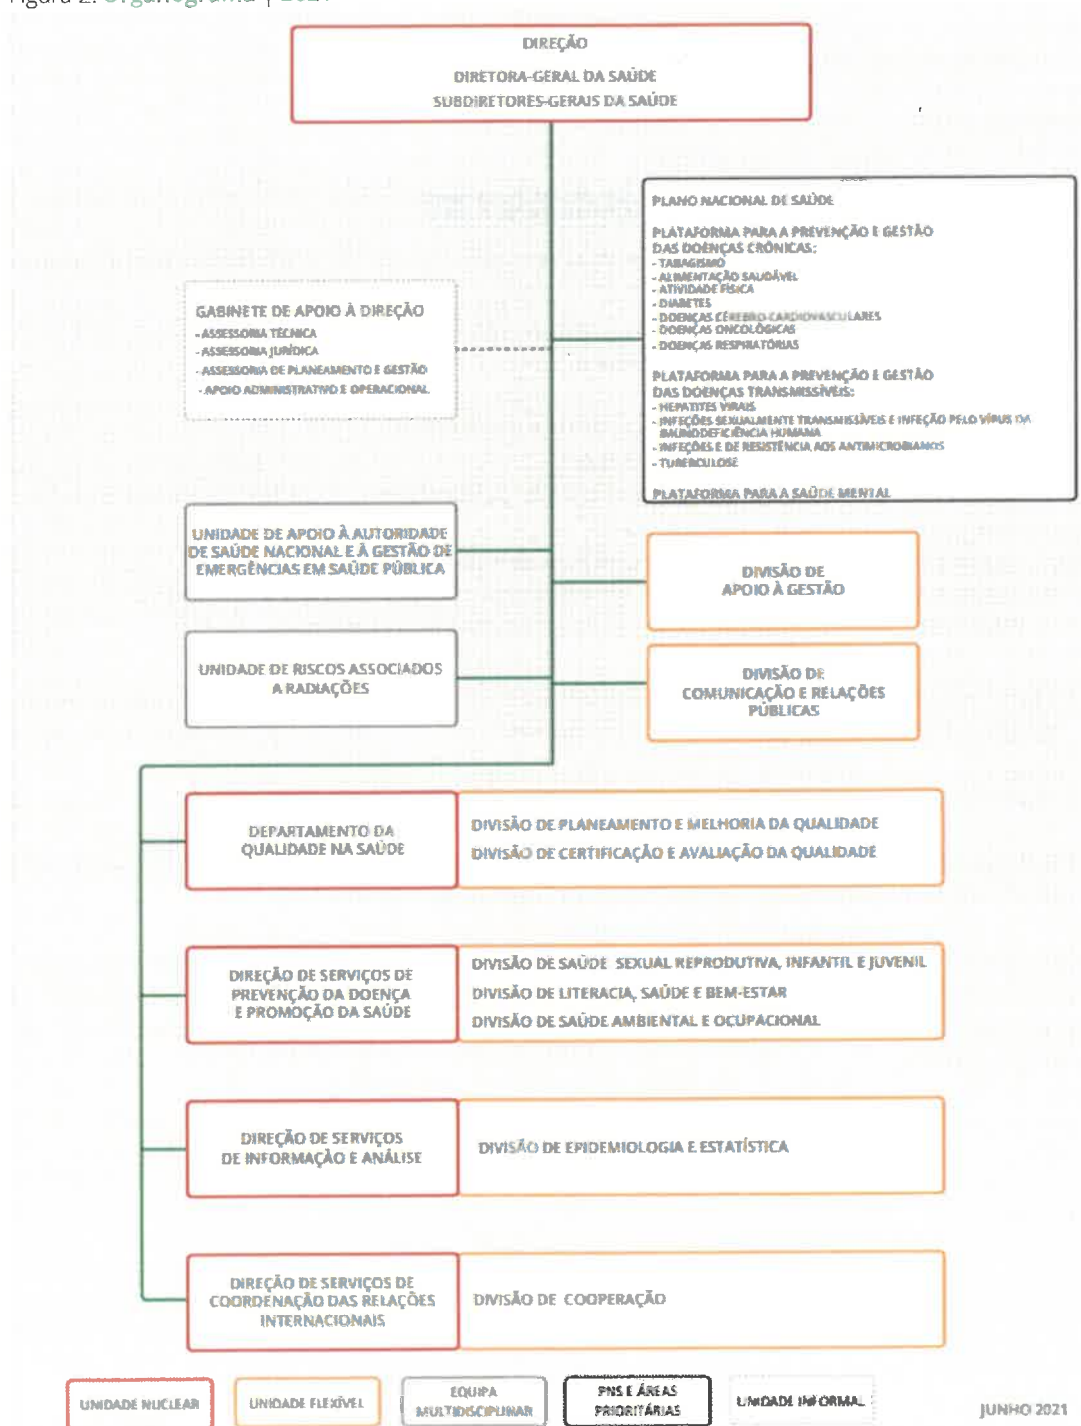 Figura 2. Organograma | 2021
DIREÇÃO
DIRETORA-GERAL DA SAÚDE
SUBDIRETORES-GERAIS DA SAÚDE
PLANO NACIONAL DE SAÚDE
PLATAFORMA PARA A PREVENÇÃO E GESTÃO
DAS DOENÇAS CRÓNICAS:
- TABAGISMO
- ALIMENTAÇÃO SAUDÁVEL
- ATIVIDADE FÍSICA
- DIABETES
- DOENÇAS CÉREBRO-CARDIOVASCULARES
- DOENÇAS ONCOLÓGICAS
- DOENÇAS RESPIRATÓRIAS
PLATAFORMA PARA A PREVENÇÃO E GESTÃO
DAS DOENÇAS TRANSMISSÍVEIS:
- HEPATITES VIRAIS
- INFEÇÕES SEXUALMENTE TRANSMISSÍVEIS E INFEÇÃO PELO VÍRUS DA
IMUNODEFICIÊNCIA HUMANA
- INFEÇÕES E DE RESISTÊNCIA AOS ANTIMICROBIANOS
- TUBERCULOSE
PLATAFORMA PARA A SAÚDE MENTAL
GABINETE DE APOIO À DIREÇÃO
- ASSESSORIA TÉCNICA
- ASSESSORIA JURÍDICA
- ASSESSORIA DE PLANEAMENTO E GESTÃO
- APOIO ADMINISTRATIVO E OPERACIONAL
UNIDADE DE APOIO À AUTORIDADE
DE SAÚDE NACIONAL E À GESTÃO DE
EMERGÊNCIAS EM SAÚDE PÚBLICA
DIVISÃO DE
APOIO À GESTÃO
UNIDADE DE RISCOS ASSOCIADOS
A RADIAÇÕES
DIVISÃO DE
COMUNICAÇÃO E RELAÇÕES
PÚBLICAS
DEPARTAMENTO DA
QUALIDADE NA SAÚDE
DIVISÃO DE PLANEAMENTO E MELHORIA DA QUALIDADE
DIVISÃO DE CERTIFICAÇÃO E AVALIAÇÃO DA QUALIDADE
DIREÇÃO DE SERVIÇOS DE
PREVENÇÃO DA DOENÇA
E PROMOÇÃO DA SAÚDE
DIVISÃO DE SAÚDE SEXUAL REPRODUTIVA, INFANTIL E JUVENIL
DIVISÃO DE LITERACIA, SAÚDE E BEM-ESTAR
DIVISÃO DE SAÚDE AMBIENTAL E OCUPACIONAL
DIREÇÃO DE SERVIÇOS
DE INFORMAÇÃO E ANÁLISE
DIVISÃO DE EPIDEMIOLOGIA E ESTATÍSTICA
DIREÇÃO DE SERVIÇOS DE
COORDENAÇÃO DAS RELAÇÕES
INTERNACIONAIS
DIVISÃO DE COOPERAÇÃO
UNIDADE NUCLEAR
UNIDADE FLEXÍVEL
EQUIPA
MULTIDISCIPLINAR
PNS E ÁREAS
PRIORITÁRIAS
UNIDADE INFORMAL
JUNHO 2021